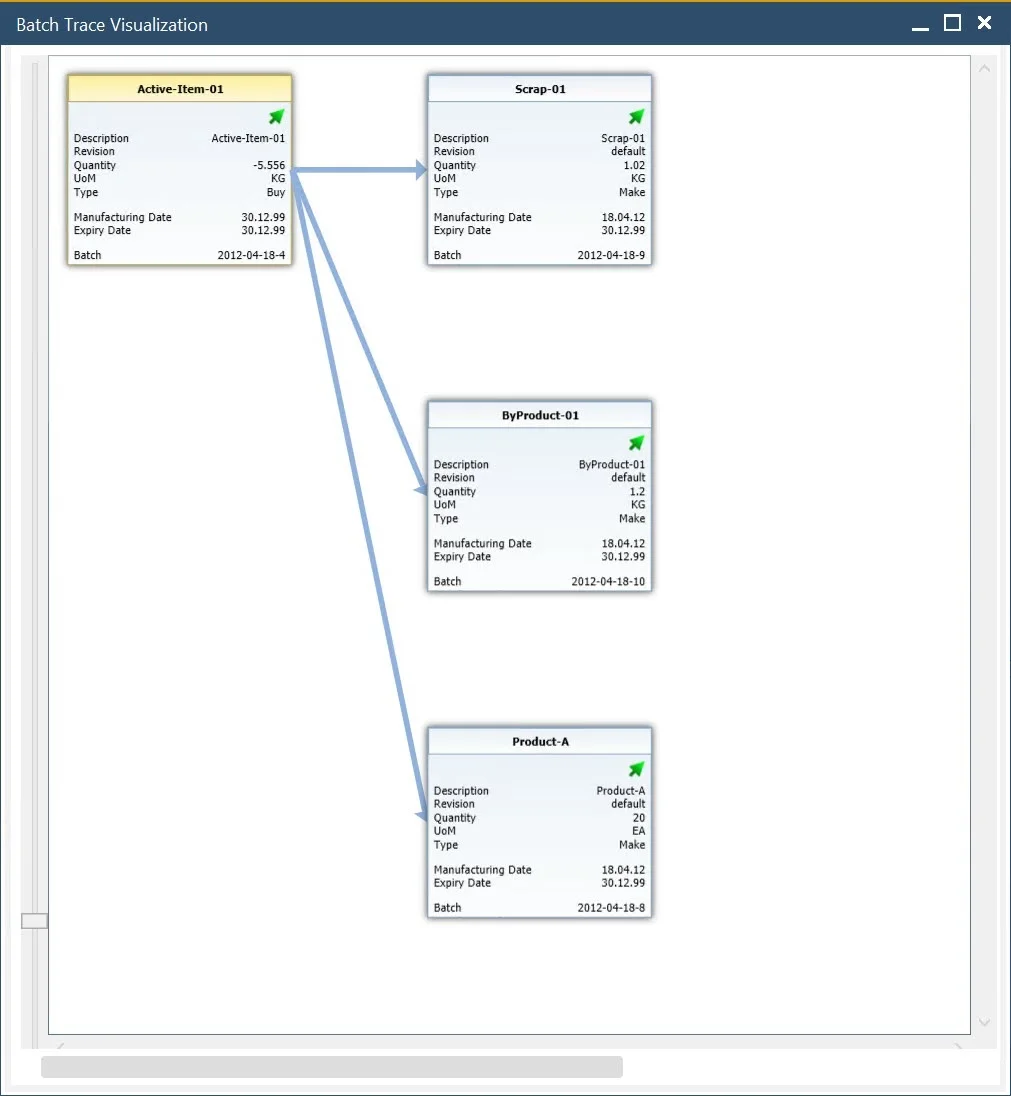 Batch Trace Visualization
Active-Item-01
Description Active-Item-01
Revision
Quantity -5.556
UoM KG
Type Buy
Manufacturing Date 30.12.99
Expiry Date 30.12.99
Batch 2012-04-18-4
Scrap-01
Description Scrap-01
Revision default
Quantity 1.02
UoM KG
Type Make
Manufacturing Date 18.04.12
Expiry Date 30.12.99
Batch 2012-04-18-9
ByProduct-01
Description ByProduct-01
Revision default
Quantity 1.2
UoM KG
Type Make
Manufacturing Date 18.04.12
Expiry Date 30.12.99
Batch 2012-04-18-10
Product-A
Description Product-A
Revision default
Quantity 20
UoM EA
Type Make
Manufacturing Date 18.04.12
Expiry Date 30.12.99
Batch 2012-04-18-8